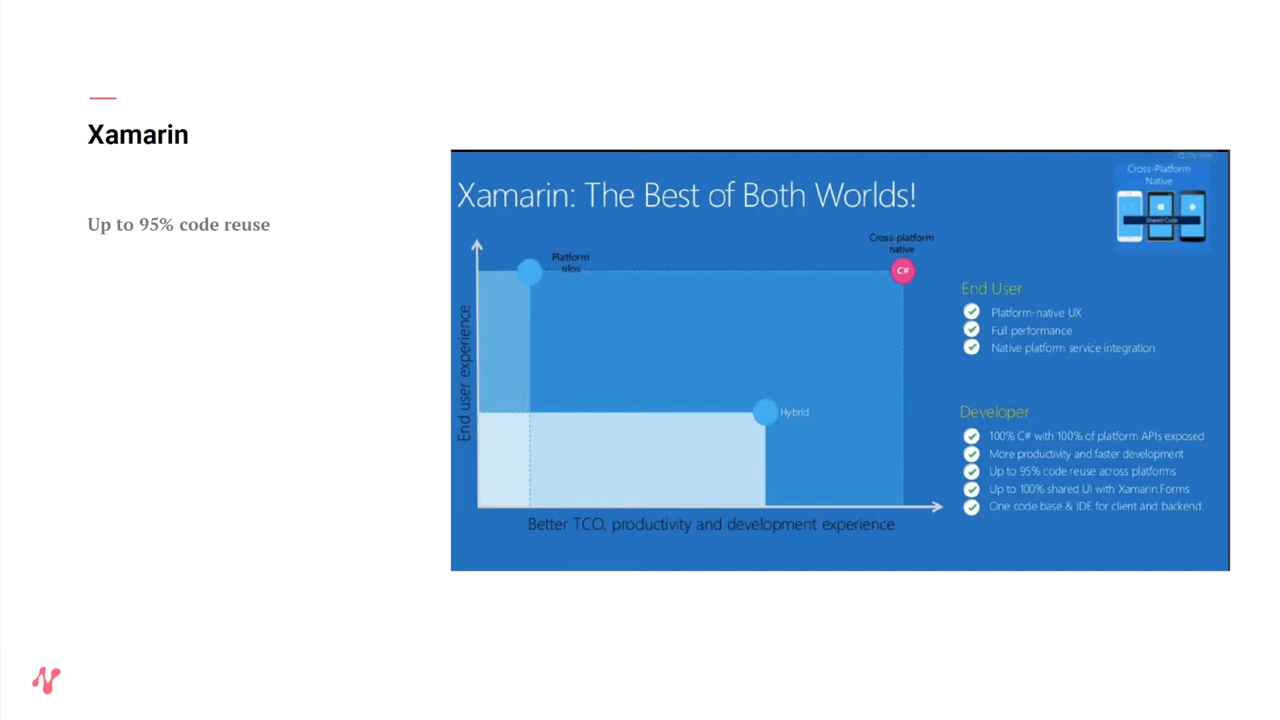 Xamarin
Up to 95% code reuse
Xamarin: The Best of Both Worlds!
Cross-Platform
Native
Shared Code
End user experience
Platform
silos
Cross-platform
native
C#
Hybrid
Better TCO, productivity and development experience
End User
Platform-native UX
Full performance
Native platform service integration
Developer
100% C# with 100% of platform APIs exposed
More productivity and faster development
Up to 95% code reuse across platforms
Up to 100% shared UI with Xamarin.Forms
One code base & IDE for client and backend